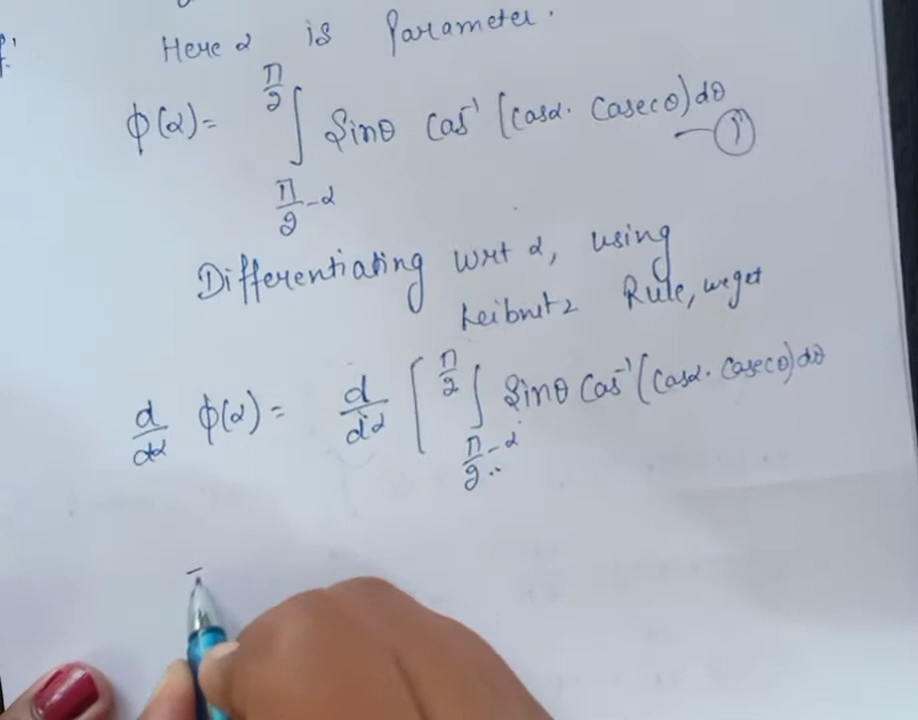 Here α is Parameter.
ϕ(α)= ∫_{π/2-α}^{π/2} Sinθ Cos⁻¹ (Cosα. Cosecθ)dθ —①
Differentiating wrt α, using
Leibnitz Rule, we get
d/dα ϕ(α)= d/dα [ ∫_{π/2-α}^{π/2} Sinθ Cos⁻¹ (Cosα. Cosecθ)dθ